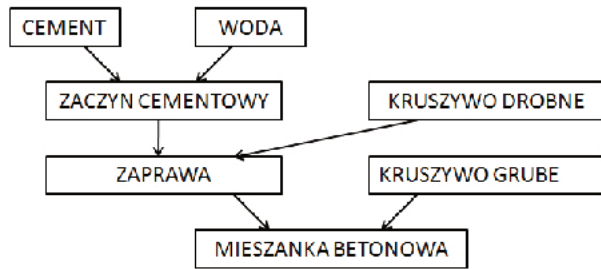 CEMENT
WODA
ZACZYN CEMENTOWY
KRUSZYWO DROBNE
ZAPRAWA
KRUSZYWO GRUBE
MIESZANKA BETONOWA